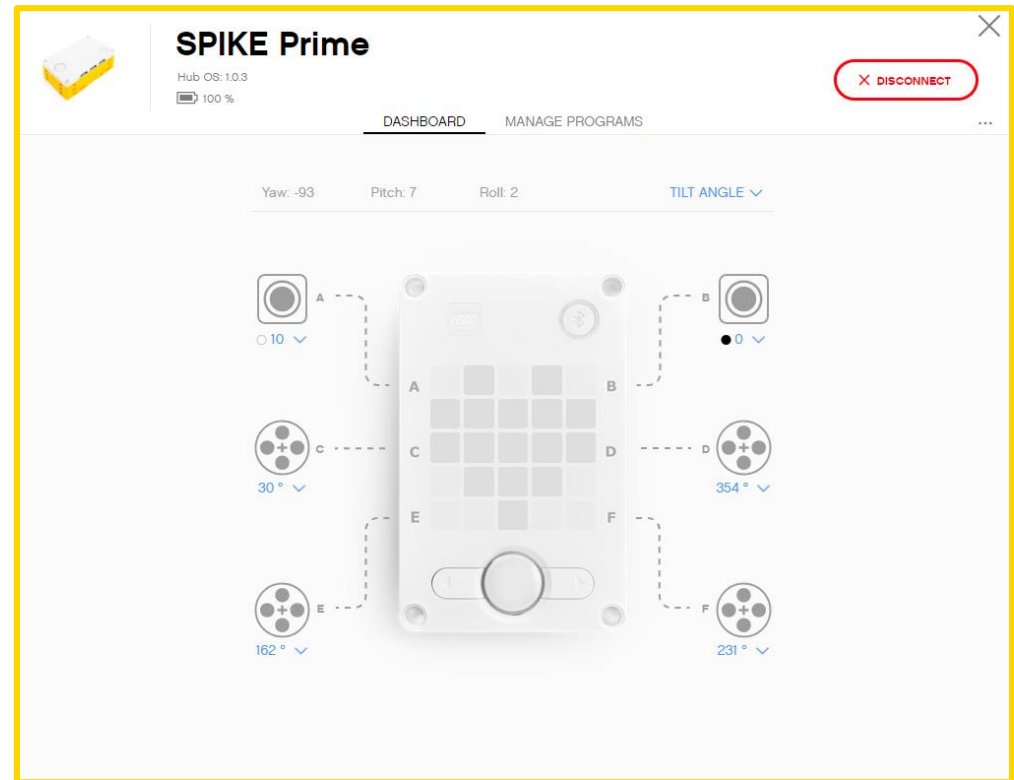 SPIKE Prime
Hub OS: 1.0.3
100 %
DISCONNECT
DASHBOARD MANAGE PROGRAMS
Yaw: -93 Pitch: 7 Roll: 2 TILT ANGLE
A B
10 0
LEGO
A B
C C D D
30 ° 354 °
E F
E F
162 ° 231 °